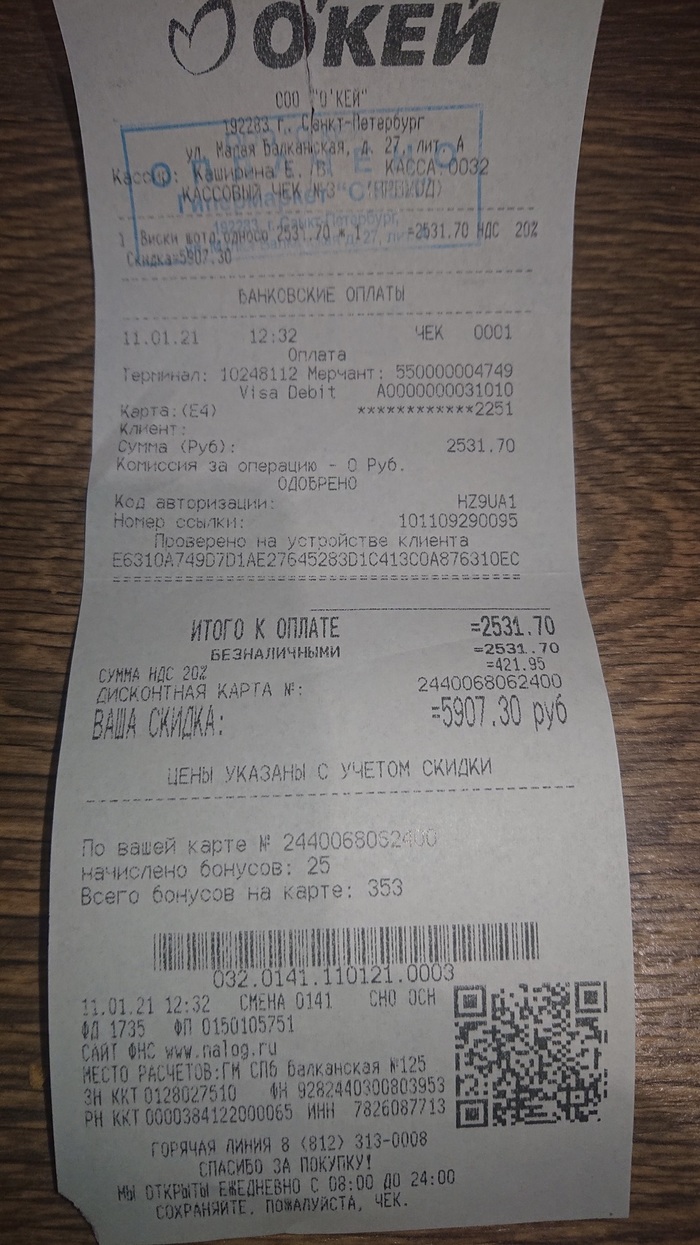 О'КЕЙ
ООО "О'КЕЙ"
192283 г. Санкт-Петербург
ул. Малая Балканская, д. 27, лит. А
Кассир: Каширина Е. В. КАССА 0032
КАССОВЫЙ ЧЕК №3
1 Виски 2531.70 * 1 =2531.70 НДС 20%
Скидка=5907.30
БАНКОВСКИЕ ОПЛАТЫ
11.01.21 12:32 ЧЕК 0001
Оплата
Терминал: 10248112 Мерчант: 550000004749
Visa Debit A0000000031010
Карта:(E4) ************2251
Клиент:
Сумма (Руб): 2531.70
Комиссия за операцию - 0 Руб.
ОДОБРЕНО
Код авторизации: HZ9UA1
Номер ссылки: 101109290095
Проверено на устройстве клиента
E6310A749D7D1AE27645283D1C413C0A876310EC
ИТОГО К ОПЛАТЕ =2531.70
БЕЗНАЛИЧНЫМИ =2531.70
СУММА НДС 20% =421.95
ДИСКОНТНАЯ КАРТА №: 2440068062400
ВАША СКИДКА: =5907.30 руб
ЦЕНЫ УКАЗАНЫ С УЧЕТОМ СКИДКИ
По вашей карте № 2440068062400
начислено бонусов: 25
Всего бонусов на карте: 353
032.0141.110121.0003
11.01.21 12:32 СМЕНА 0141 СНО ОСН
ФД 1735 ФП 0150105751
САЙТ ФНС www.nalog.ru
МЕСТО РАСЧЕТОВ:ГМ СПб Балканская №125
ЗН ККТ 0128027510 ФН 9282440300803953
РН ККТ 0000384122000065 ИНН 7826087713
ГОРЯЧАЯ ЛИНИЯ 8 (812) 313-0008
СПАСИБО ЗА ПОКУПКУ!
МЫ ОТКРЫТЫ ЕЖЕДНЕВНО С 08:00 ДО 24:00
СОХРАНЯЙТЕ, ПОЖАЛУЙСТА, ЧЕК.